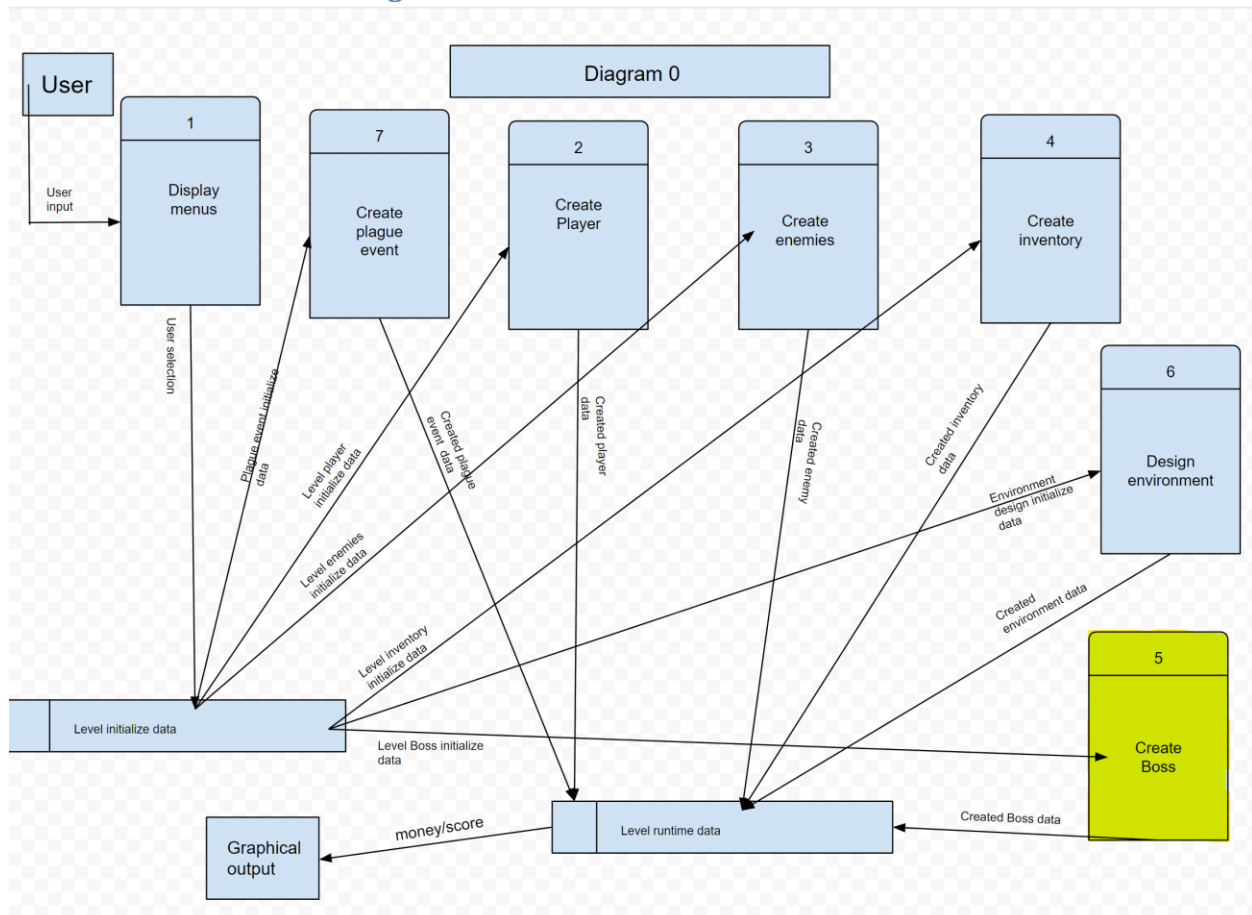 Diagram 0
User
1
Display
menus
7
Create
plague
event
2
Create
Player
3
Create
enemies
4
Create
inventory
6
Design
environment
5
Create
Boss
User
input
User selection
Plague event initialize
data
Level player
initialize data
Level enemies
initialize data
Level inventory
initialize data
Environment
design initialize
data
Level Boss initialize
data
Created plague
event data
Created player
data
Created enemy
data
Created inventory
data
Created
environment data
Created Boss data
Level initialize data
Level runtime data
money/score
Graphical
output